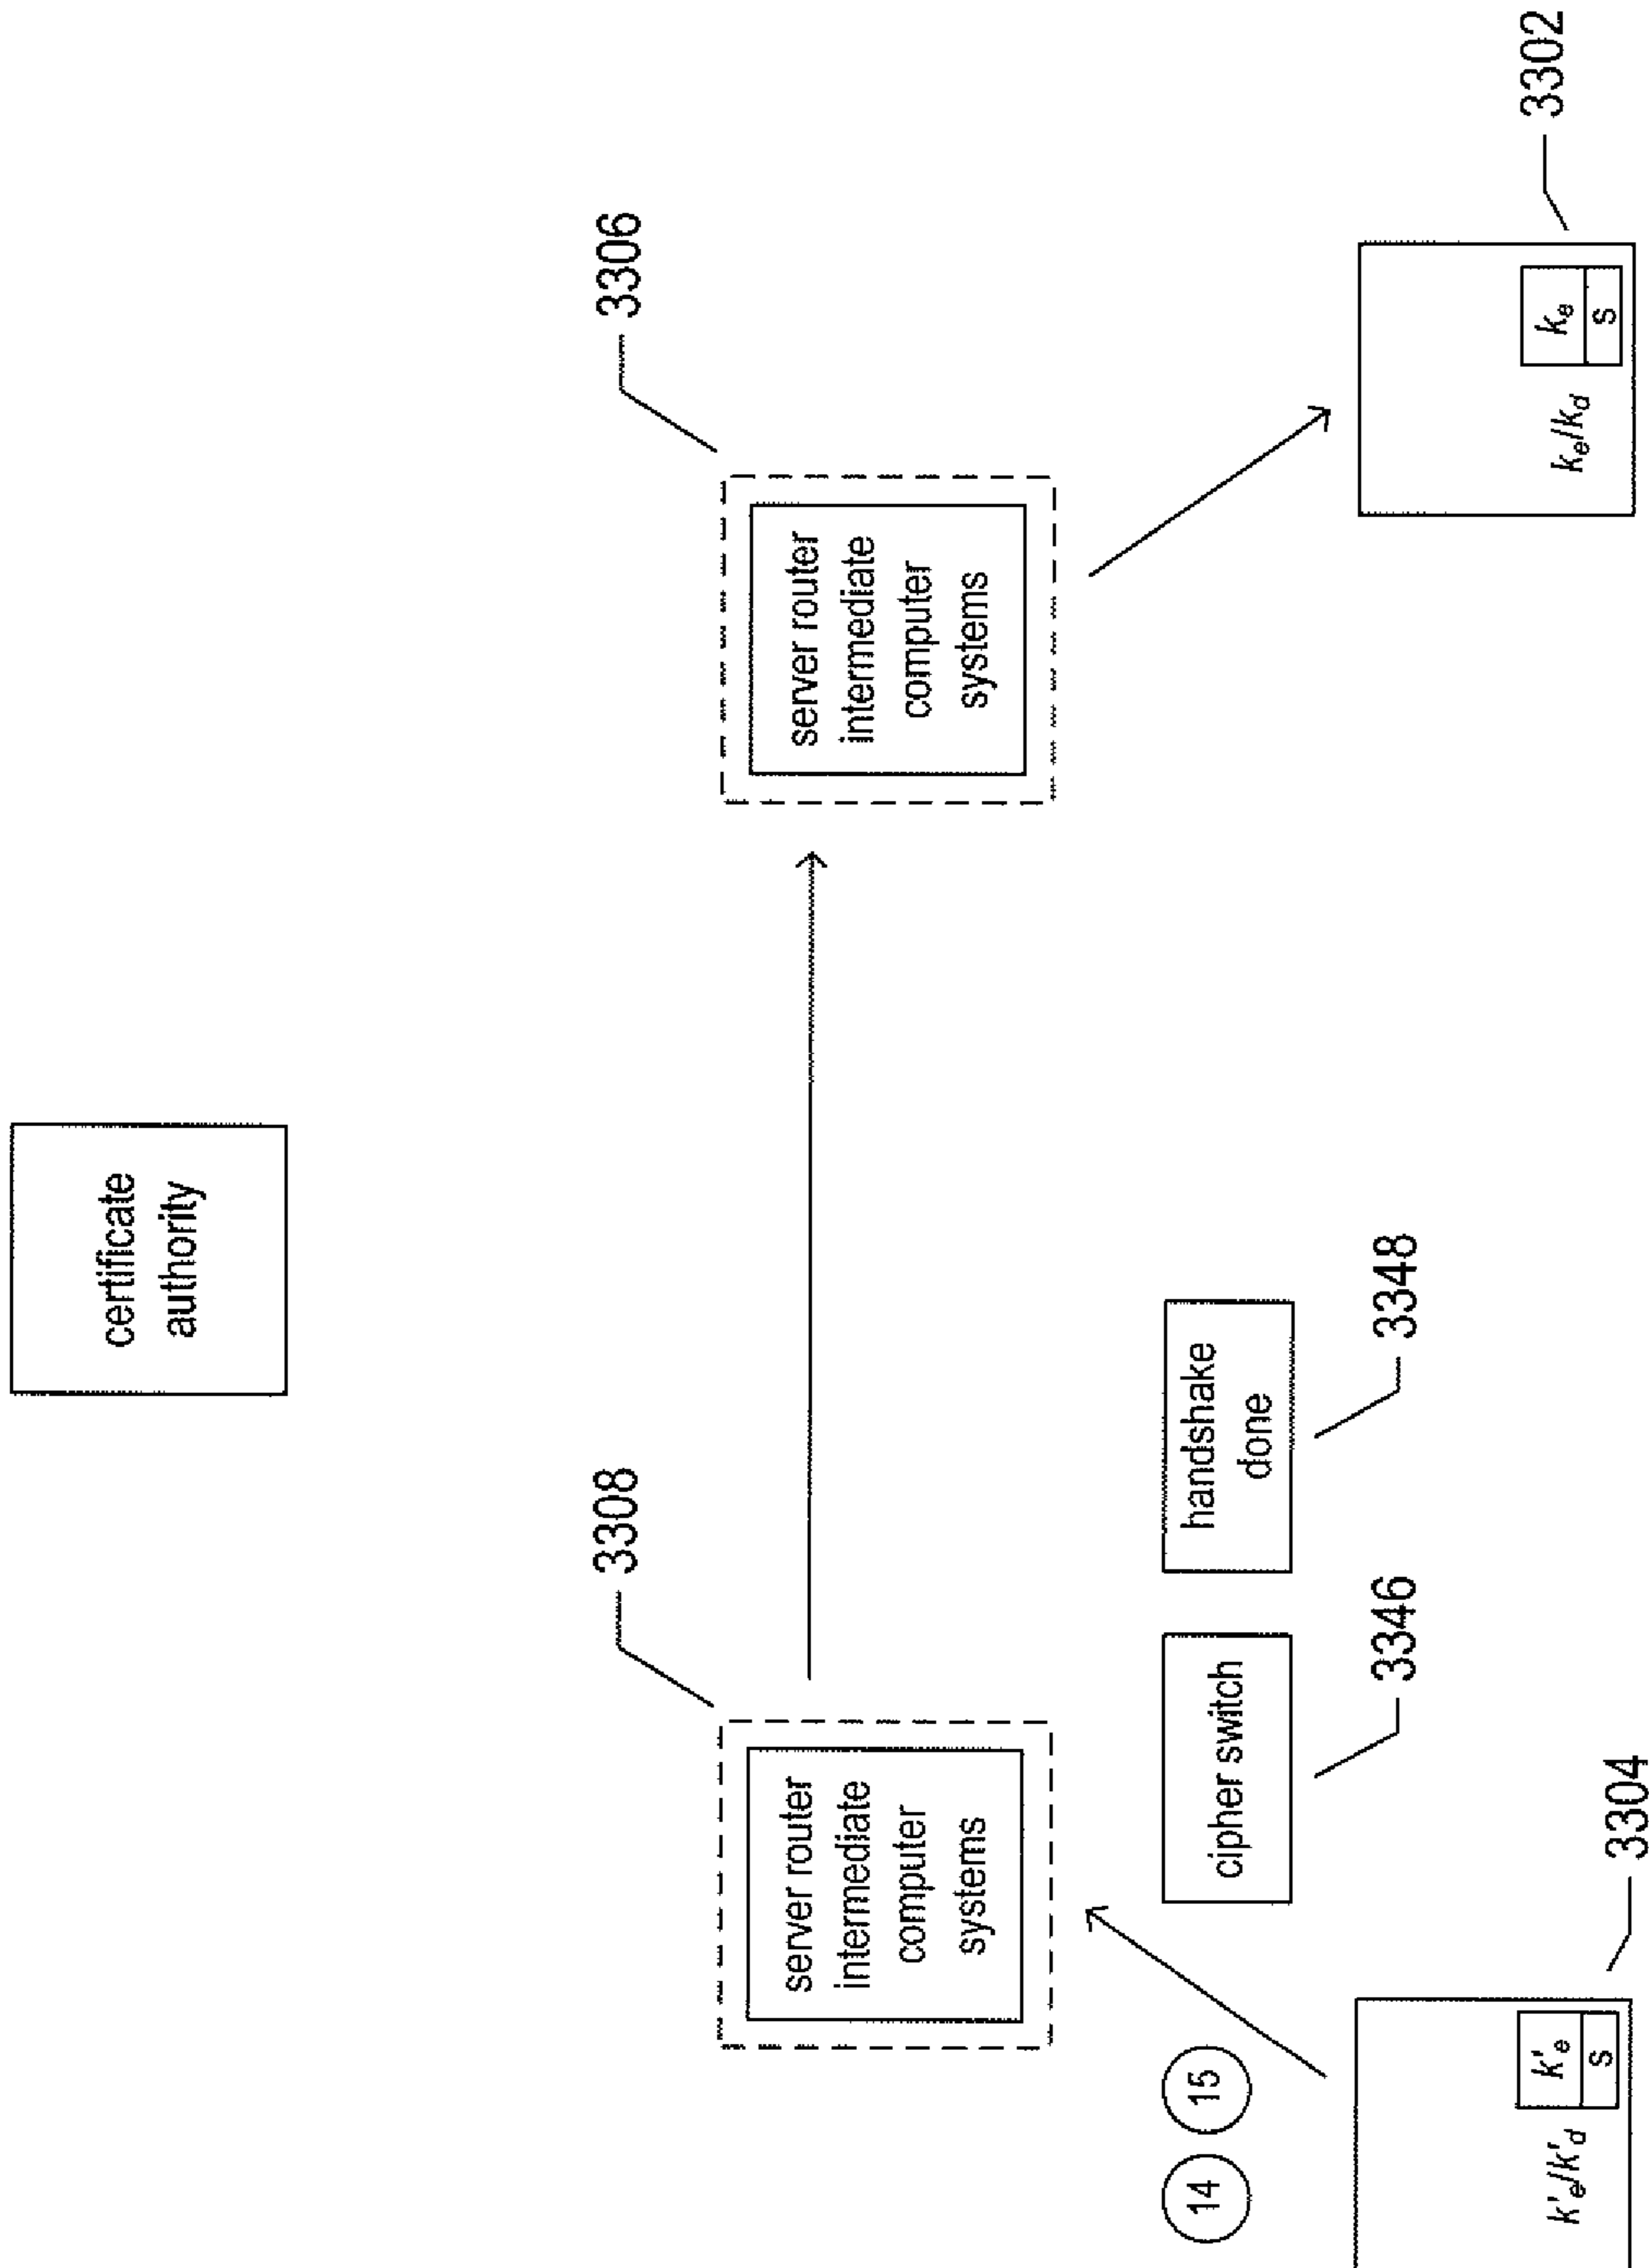 certificate
authority
3308
3306
server router
intermediate
computer
systems
server router
intermediate
computer
systems
14
15
cipher switch
handshake
done
3346
3348
k'e/k'd
k'e
s
3304
ke/kd
ke
s
3302